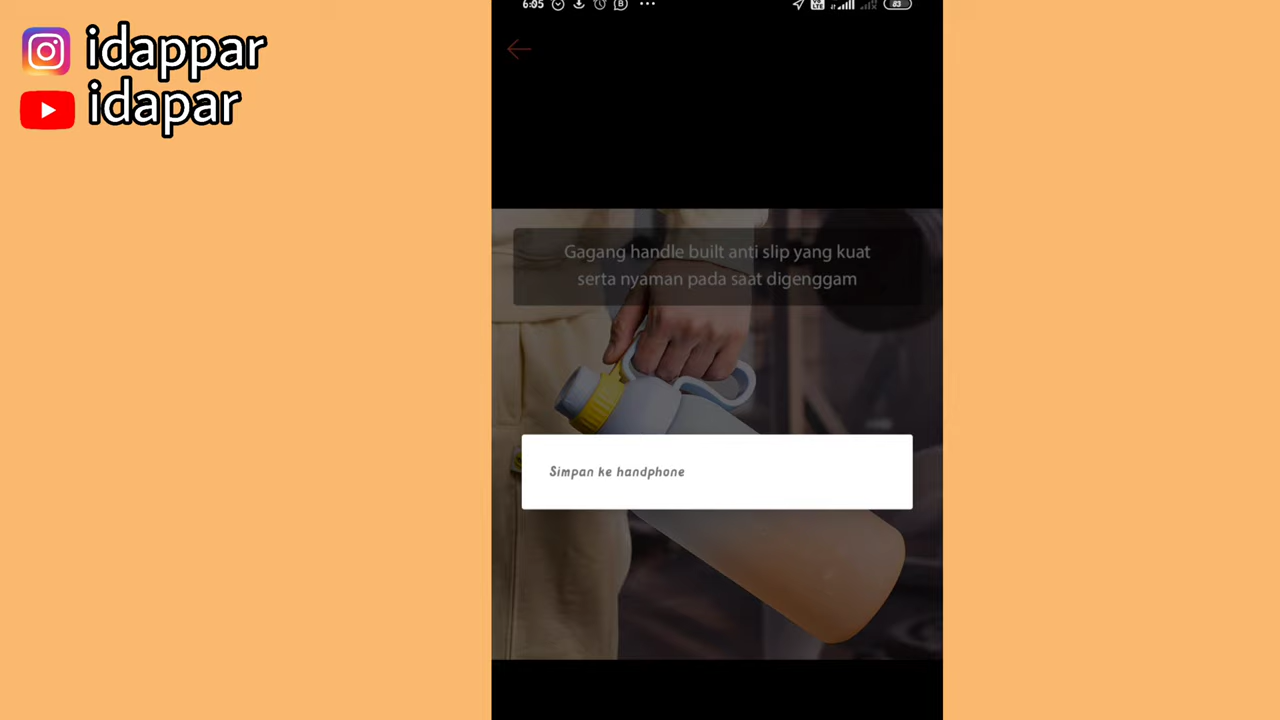 idappar
idapar
6:05
83
Gagang handle built anti slip yang kuat
serta nyaman pada saat digenggam
Simpan ke handphone